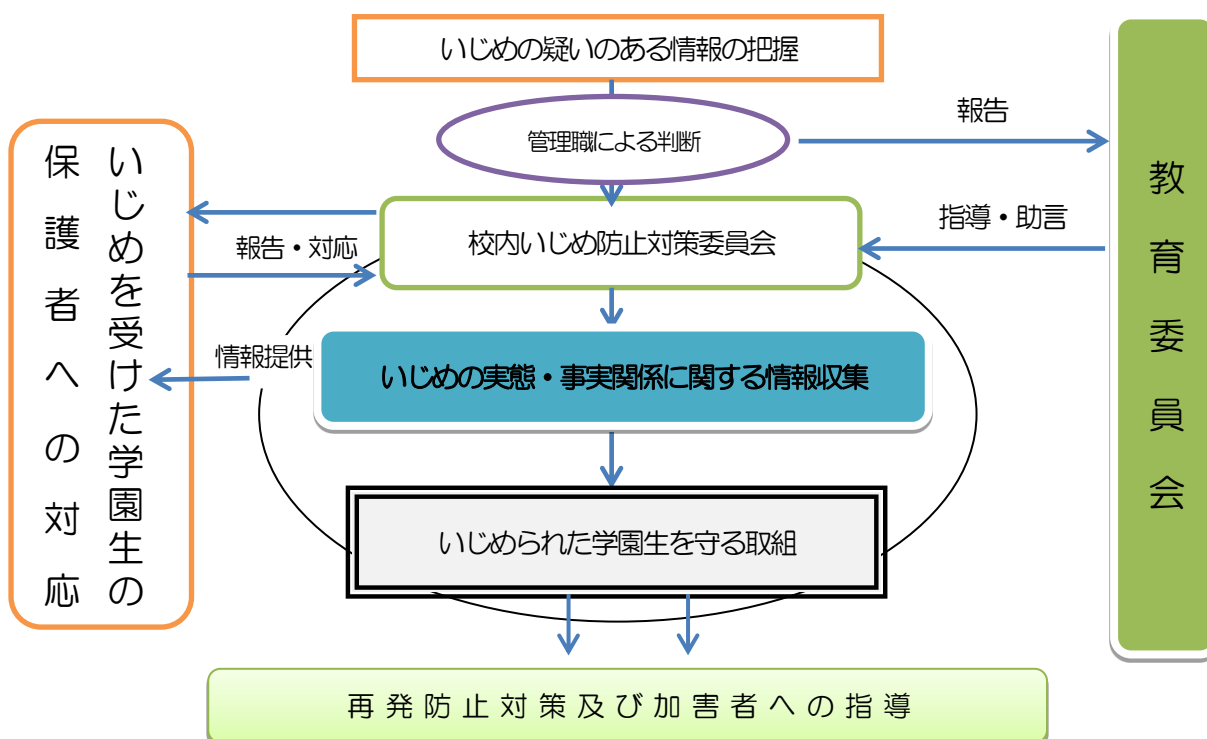 いじめの疑いのある情報の把握
管理職による判断
報告
教育委員会
指導・助言
校内いじめ防止対策委員会
報告・対応
いじめを受けた学園生の
保護者への対応
情報提供
いじめの実態・事実関係に関する情報収集
いじめられた学園生を守る取組
再発防止対策及び加害者への指導